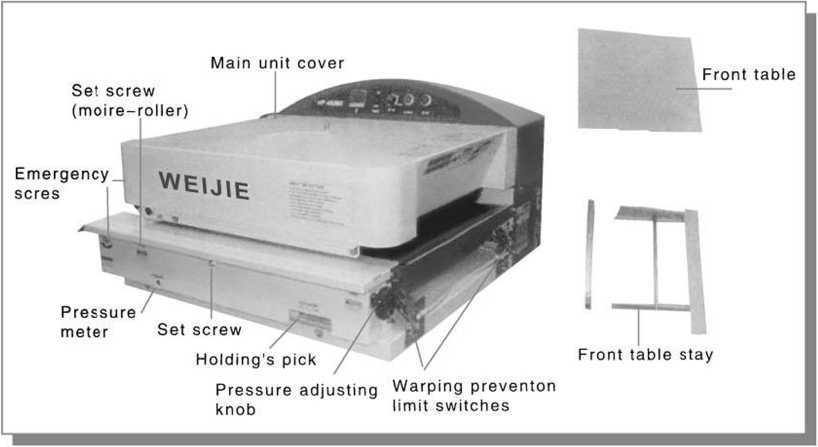 Main unit cover
Set screw
(moire-roller)
Front table
Emergency
scres
WEIJIE
Pressure
meter
Set screw
Holding's pick
Pressure adjusting
knob
Warping preventon
limit switches
Front table stay